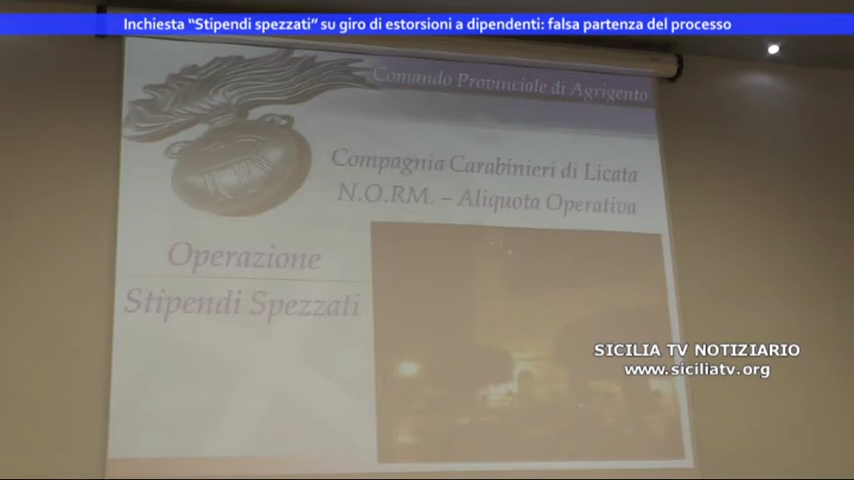 Inchiesta “Stipendi spezzati” su giro di estorsioni a dipendenti: falsa partenza del processo
Comando Provinciale di Agrigento
Compagnia Carabinieri di Licata
N.O.RM. – Aliquota Operativa
Operazione
Stipendi Spezzati
SICILIA TV NOTIZIARIO
www.siciliatv.org